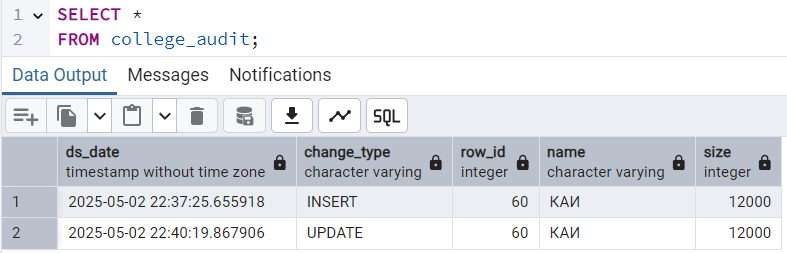 1 SELECT *
2 FROM college_audit;
Data Output Messages Notifications
SQL
ds_date change_type row_id name size
timestamp without time zone character varying integer character varying integer
1 2025-05-02 22:37:25.655918 INSERT 60 КАИ 12000
2 2025-05-02 22:40:19.867906 UPDATE 60 КАИ 12000